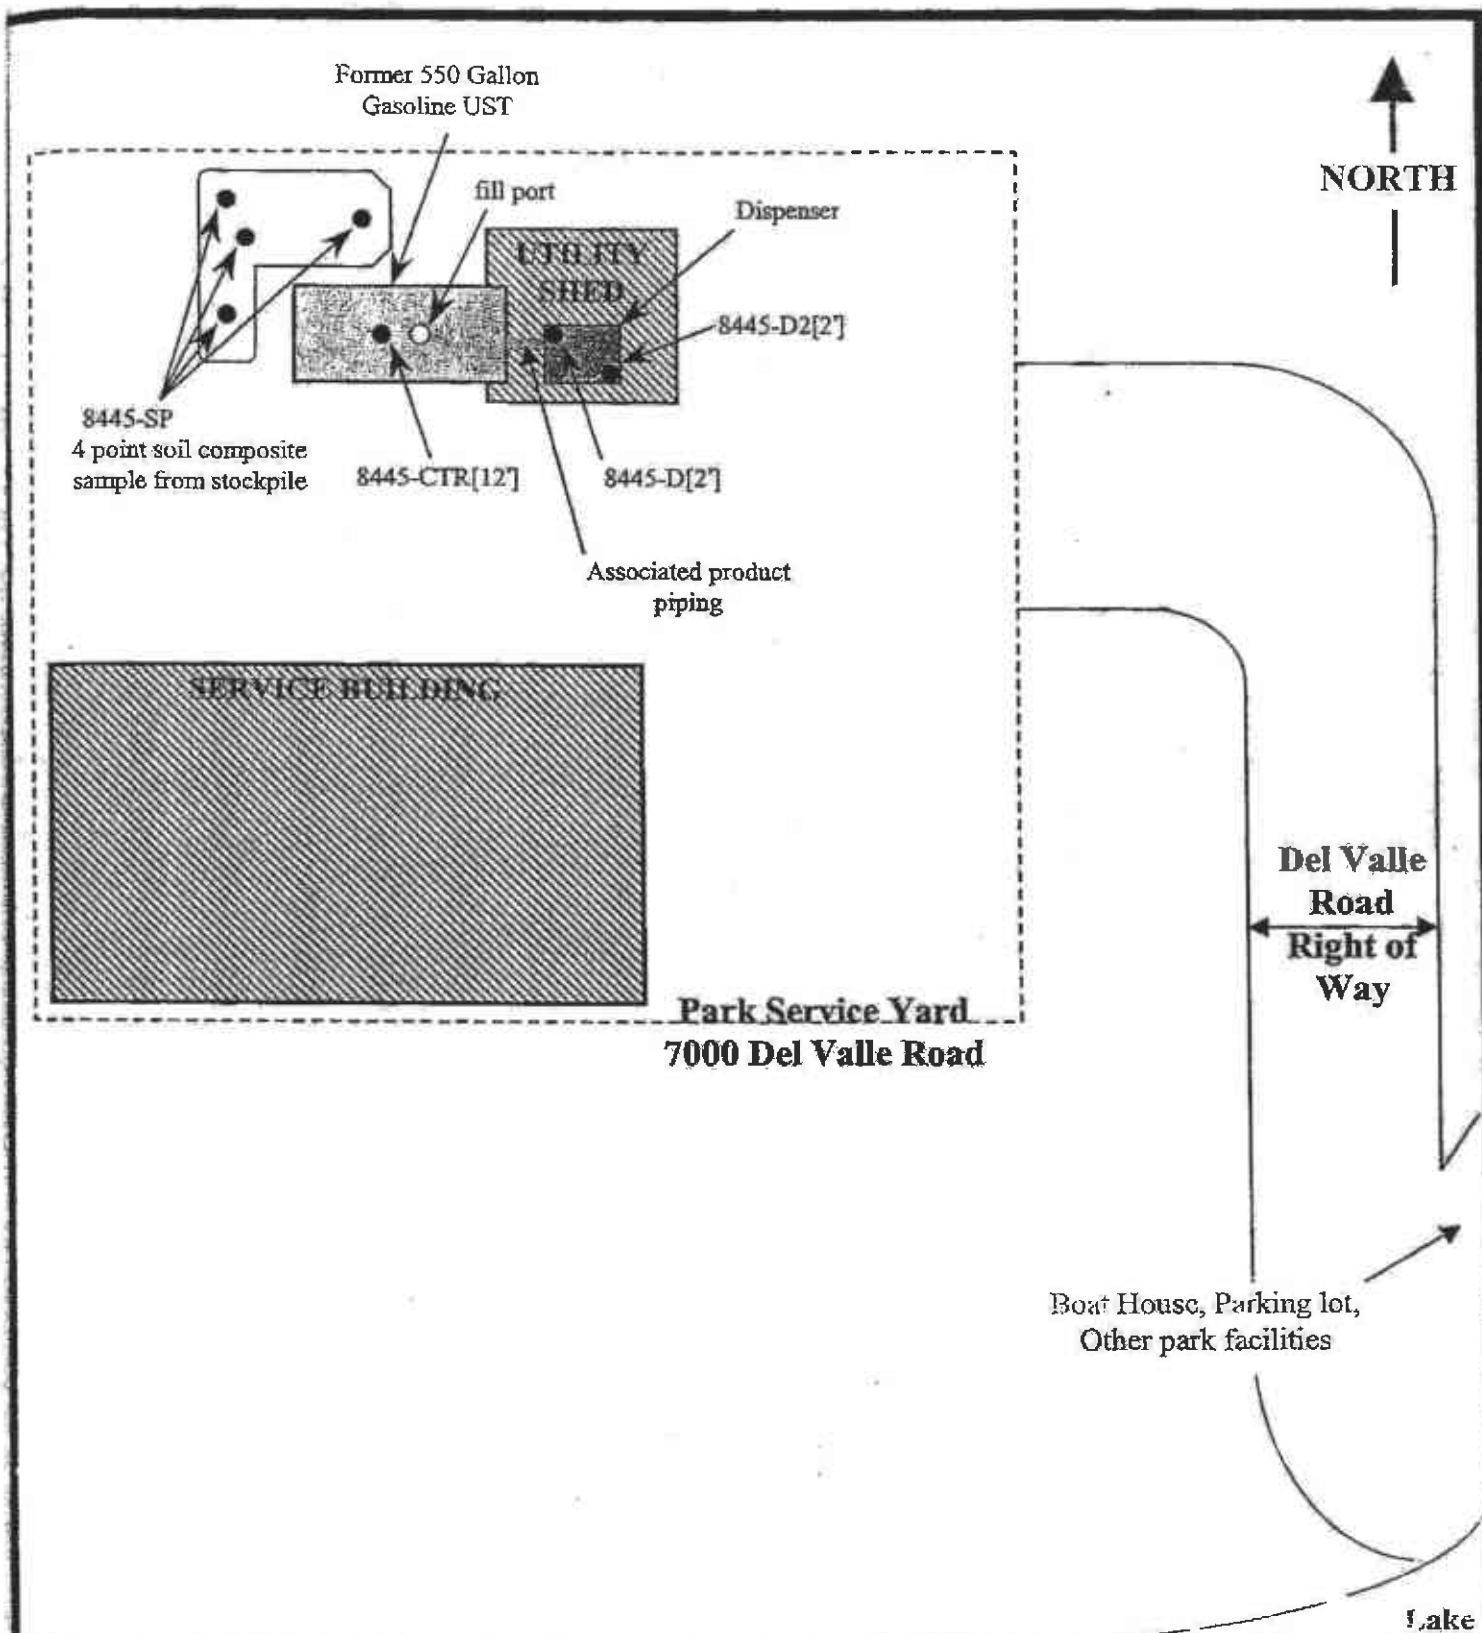 Former 550 Gallon
Gasoline UST
NORTH
fill port
Dispenser
UTILITY
SHED
8445-D2[2']
8445-SP
4 point soil composite
sample from stockpile
8445-CTR[12']
8445-D[2']
Associated product
piping
SERVICE BUILDING
Del Valle
Road
Right of
Way
Park Service Yard
7000 Del Valle Road
Boat House, Parking lot,
Other park facilities
Lake